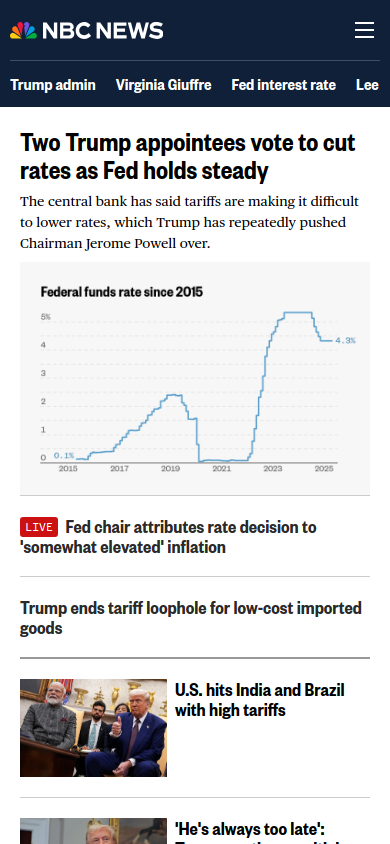 NBC NEWS
Trump admin Virginia Giuffre Fed interest rate Lee
Two Trump appointees vote to cut
rates as Fed holds steady
The central bank has said tariffs are making it difficult
to lower rates, which Trump has repeatedly pushed
Chairman Jerome Powell over.
Federal funds rate since 2015
5%
4.3%
4
3
2
1
0 0.1%
2015 2017 2019 2021 2023 2025
LIVE Fed chair attributes rate decision to
'somewhat elevated' inflation
Trump ends tariff loophole for low-cost imported
goods
U.S. hits India and Brazil
with high tariffs
'He's always too late':